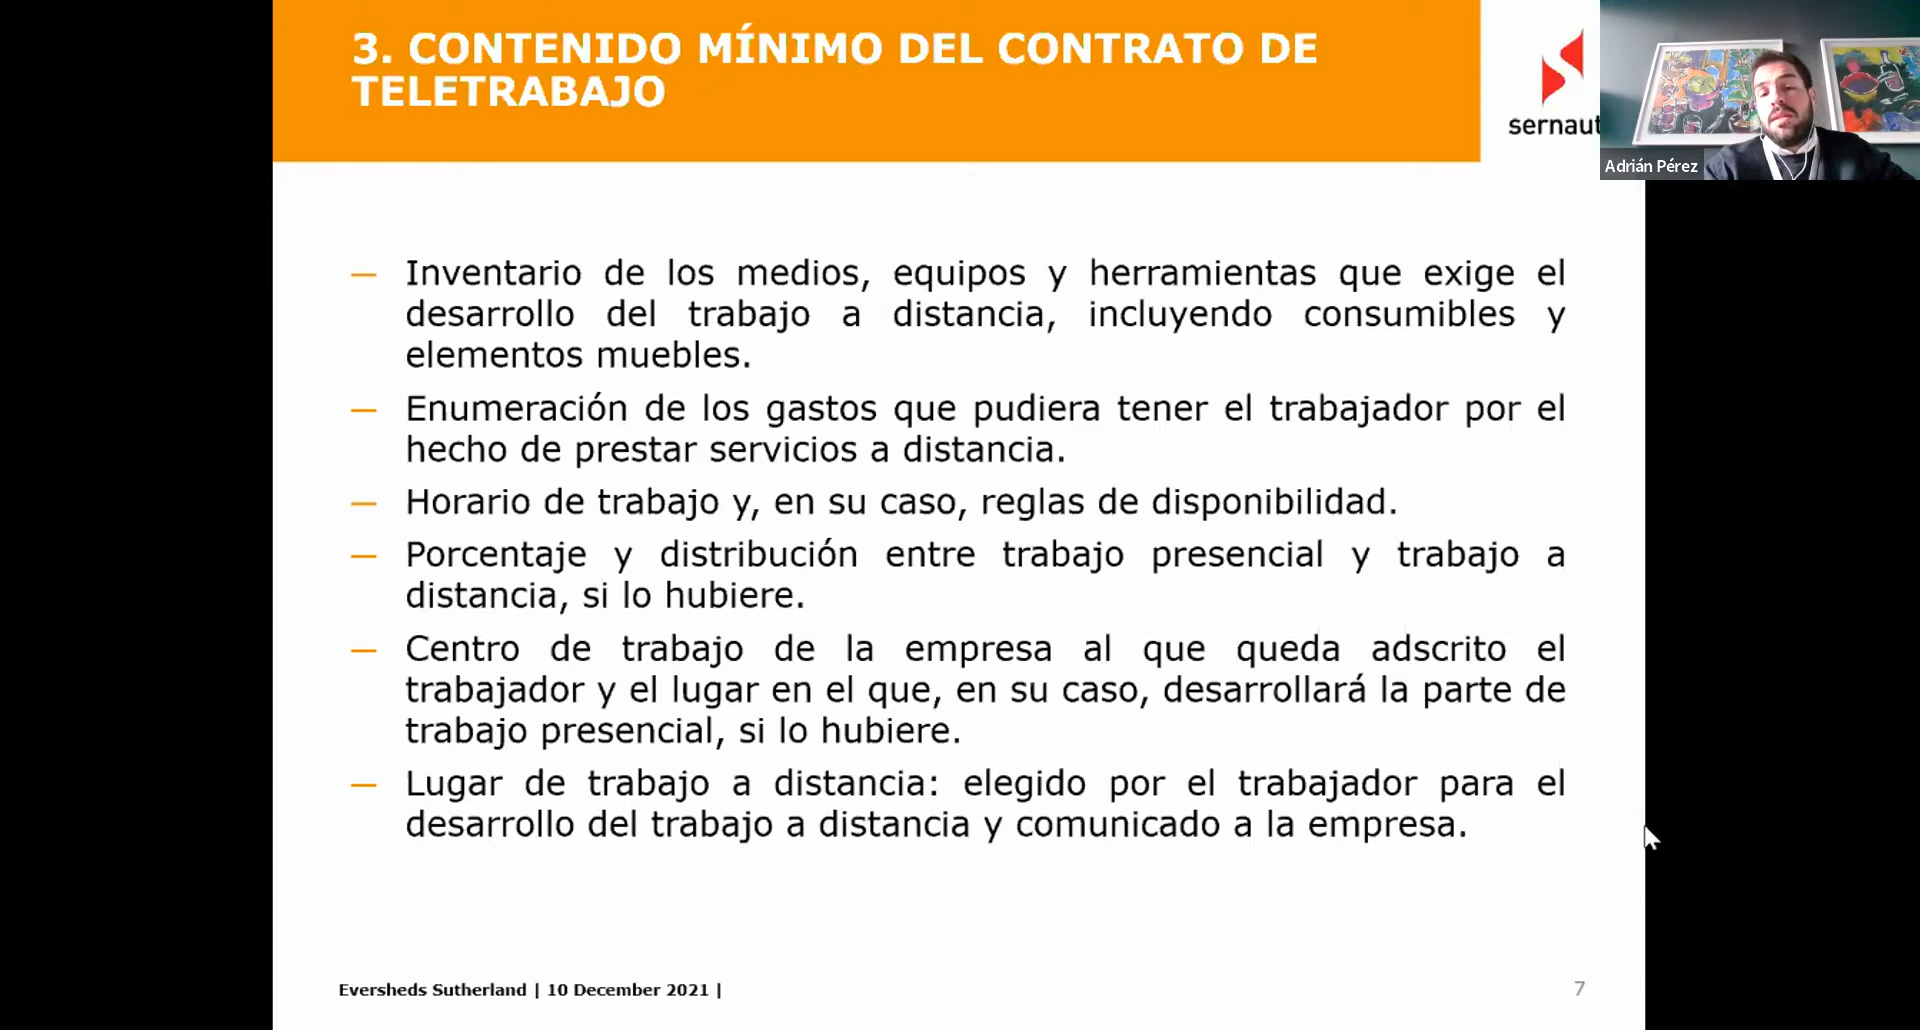 3. CONTENIDO MÍNIMO DEL CONTRATO DE
TELETRABAJO
sernaut
Adrián Pérez
Inventario de los medios, equipos y herramientas que exige el
desarrollo del trabajo a distancia, incluyendo consumibles y
elementos muebles.
Enumeración de los gastos que pudiera tener el trabajador por el
hecho de prestar servicios a distancia.
Horario de trabajo y, en su caso, reglas de disponibilidad.
Porcentaje y distribución entre trabajo presencial y trabajo a
distancia, si lo hubiere.
Centro de trabajo de la empresa al que queda adscrito el
trabajador y el lugar en el que, en su caso, desarrollará la parte de
trabajo presencial, si lo hubiere.
Lugar de trabajo a distancia: elegido por el trabajador para el
desarrollo del trabajo a distancia y comunicado a la empresa.
Eversheds Sutherland | 10 December 2021 |
7